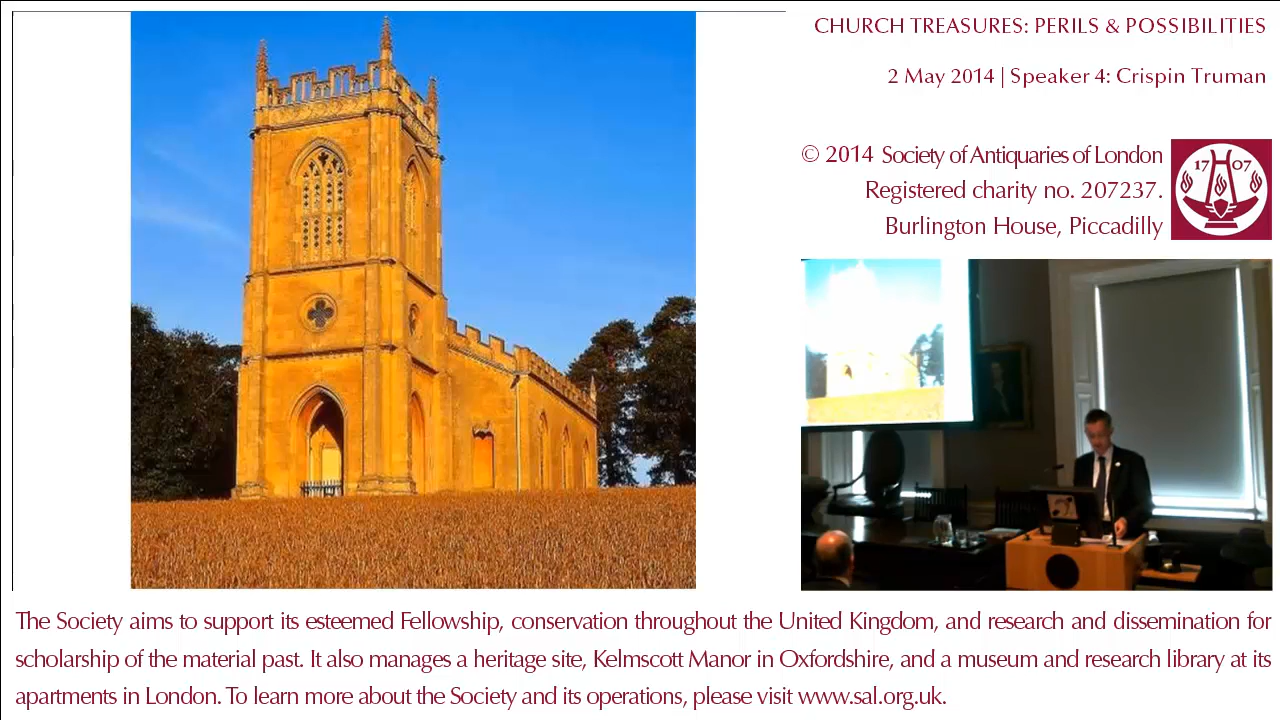 CHURCH TREASURES: PERILS & POSSIBILITIES
2 May 2014 | Speaker 4: Crispin Truman
© 2014 Society of Antiquaries of London
Registered charity no. 207237.
Burlington House, Piccadilly
17 07
The Society aims to support its esteemed Fellowship, conservation throughout the United Kingdom, and research and dissemination for
scholarship of the material past. It also manages a heritage site, Kelmscott Manor in Oxfordshire, and a museum and research library at its
apartments in London. To learn more about the Society and its operations, please visit www.sal.org.uk.